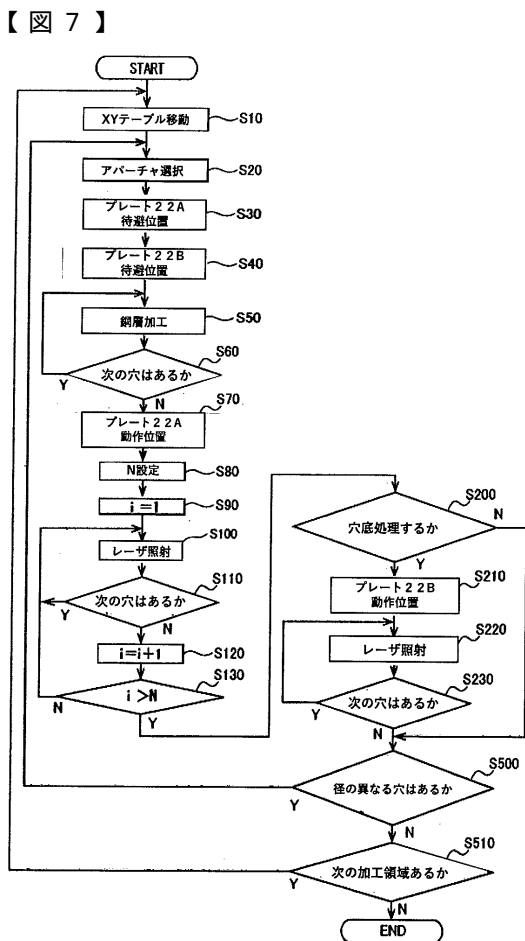 【図７】
START
XYテーブル移動 S10
アパーチャ選択 S20
プレート２２A
待避位置 S30
プレート２２B
待避位置 S40
銅層加工 S50
次の穴はあるか S60
Y
N
プレート２２A
動作位置 S70
N設定 S80
i=1 S90
レーザ照射 S100
次の穴はあるか S110
Y
N
i=i+1 S120
i>N S130
N
Y
穴底処理するか S200
N
Y
プレート２２B
動作位置 S210
レーザ照射 S220
次の穴はあるか S230
Y
N
径の異なる穴はあるか S500
Y
N
次の加工領域あるか S510
Y
N
END